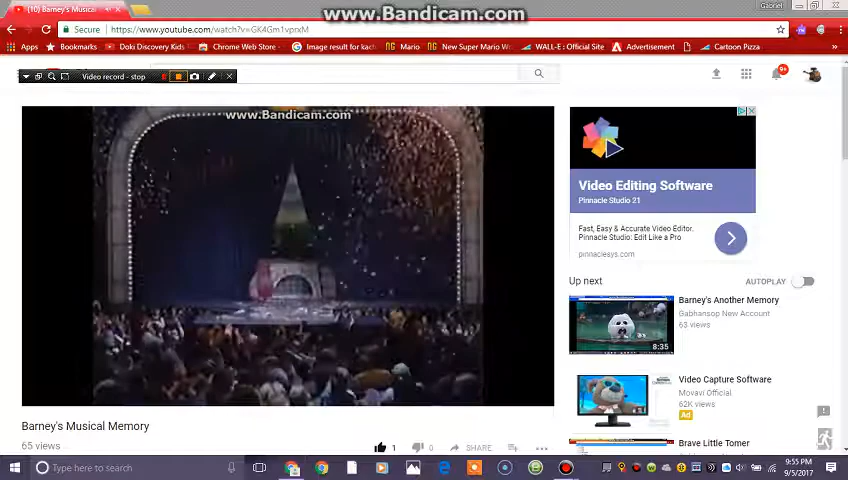 www.Bandicam.com
Gabriel
(10) Barney's Musical
Secure
https://www.youtube.com/watch?v=GK4Gm1vprxM
Apps
Bookmarks
Doki Discovery Kids
Chrome Web Store
Image result for kach
Mario
New Super Mario W
WALL-E : Official Site
Advertisement
Cartoon Pizza
Video record - stop
9+
www.Bandicam.com
Video Editing Software
Pinnacle Studio 21
Fast, Easy & Accurate Video Editor.
Pinnacle Studio: Edit Like a Pro
pinnaclesys.com
Up next
AUTOPLAY
Barney's Another Memory
Gabhansop New Account
63 views
8:35
Video Capture Software
Movavi Official
62K views
Ad
Brave Little Tomer
Barney's Musical Memory
65 views
1
0
SHARE
Type here to search
9:55 PM
9/5/2017